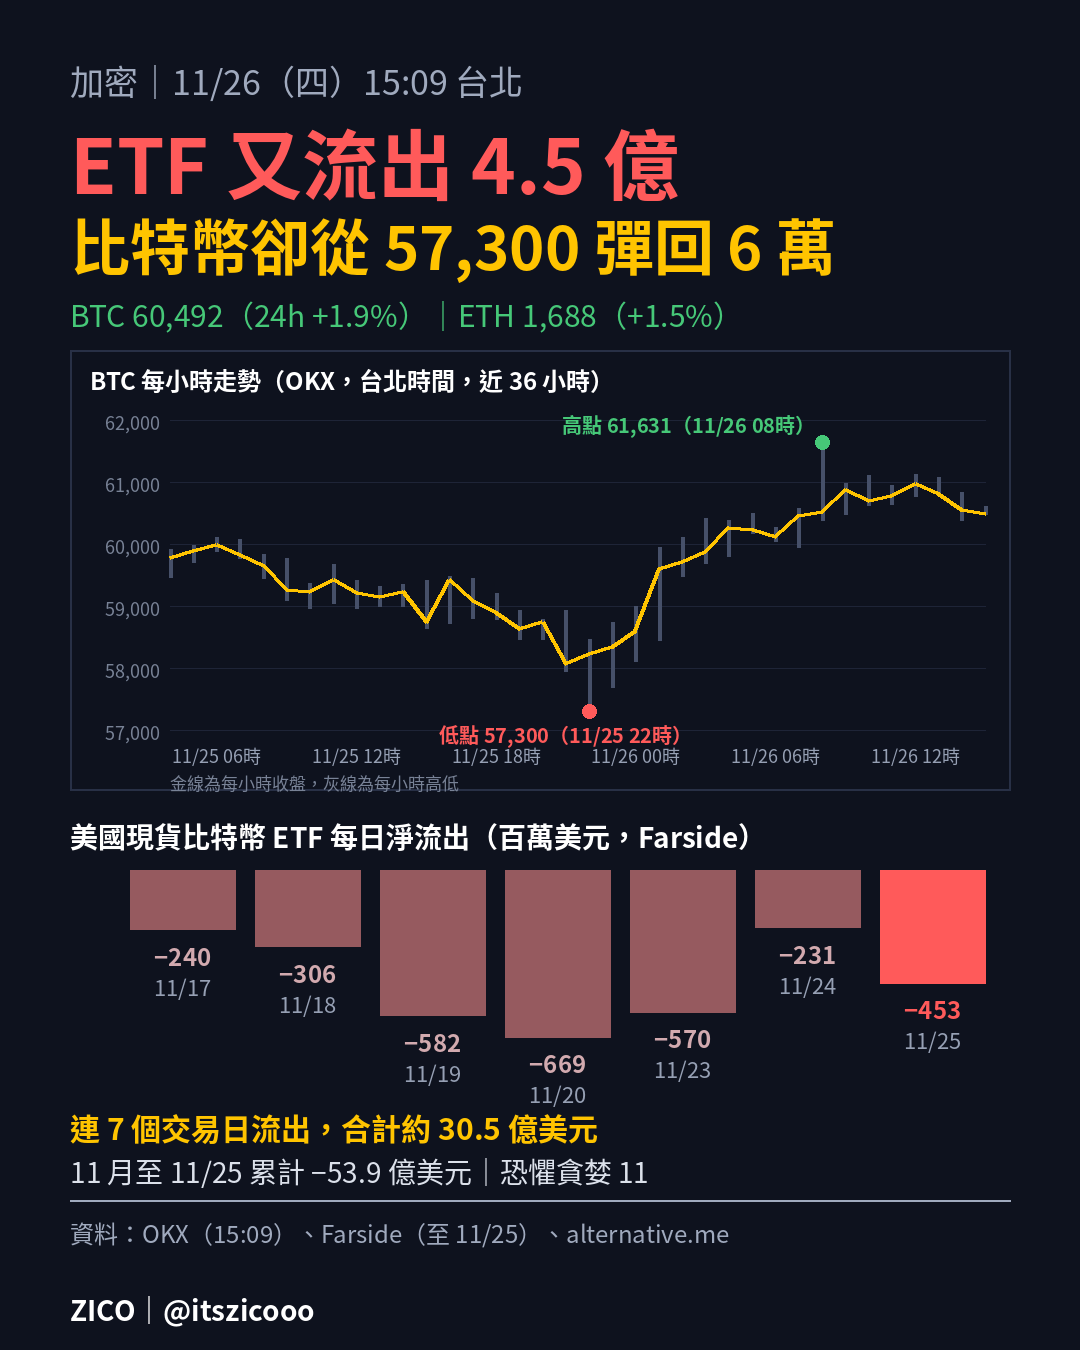 加密｜11/26（四）15:09 台北
ETF 又流出 4.5 億
比特幣卻從 57,300 彈回 6 萬
BTC 60,492（24h +1.9%）｜ETH 1,688（+1.5%）
BTC 每小時走勢（OKX，台北時間，近 36 小時）
高點 61,631（11/26 08時）
62,000
61,000
60,000
59,000
58,000
57,000
低點 57,300（11/25 22時）
11/25 06時 11/25 12時 11/25 18時 11/26 00時 11/26 06時 11/26 12時
金線為每小時收盤，灰線為每小時高低
美國現貨比特幣 ETF 每日淨流出（百萬美元，Farside）
−240
11/17
−306
11/18
−582
11/19
−669
11/20
−570
11/23
−231
11/24
−453
11/25
連 7 個交易日流出，合計約 30.5 億美元
11 月至 11/25 累計 −53.9 億美元｜恐懼貪婪 11
資料：OKX（15:09）、Farside（至 11/25）、alternative.me
ZICO｜@itszicooo